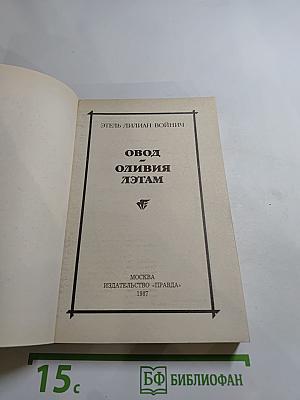 ЭТЕЛЬ ЛИЛИАН ВОЙНИЧ
ОВОД
–
ОЛИВИЯ
ЛЭТАМ
МОСКВА
ИЗДАТЕЛЬСТВО «ПРАВДА»
1987
15с
БФ БИБЛИОФАН